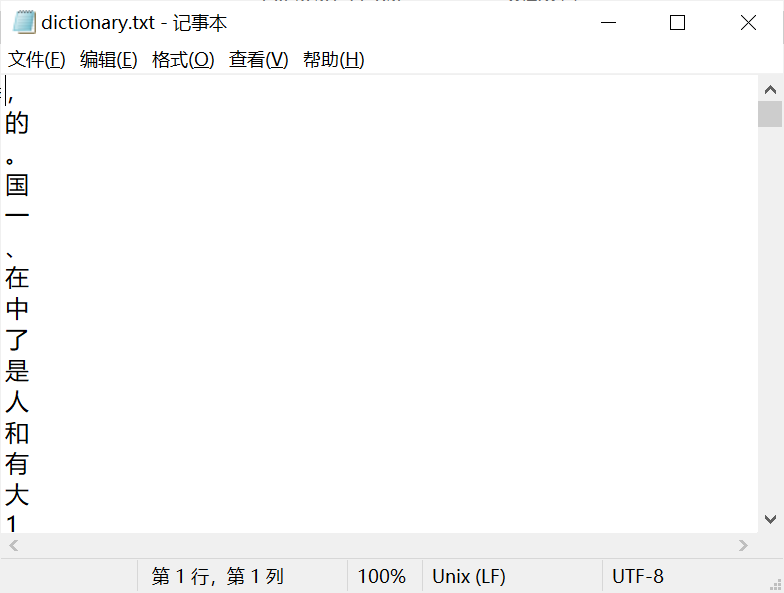 dictionary.txt - 记事本
文件(F) 编辑(E) 格式(O) 查看(V) 帮助(H)
，
的
。
国
一
、
在
中
了
是
人
和
有
大
1
第 1 行，第 1 列 100% Unix (LF) UTF-8